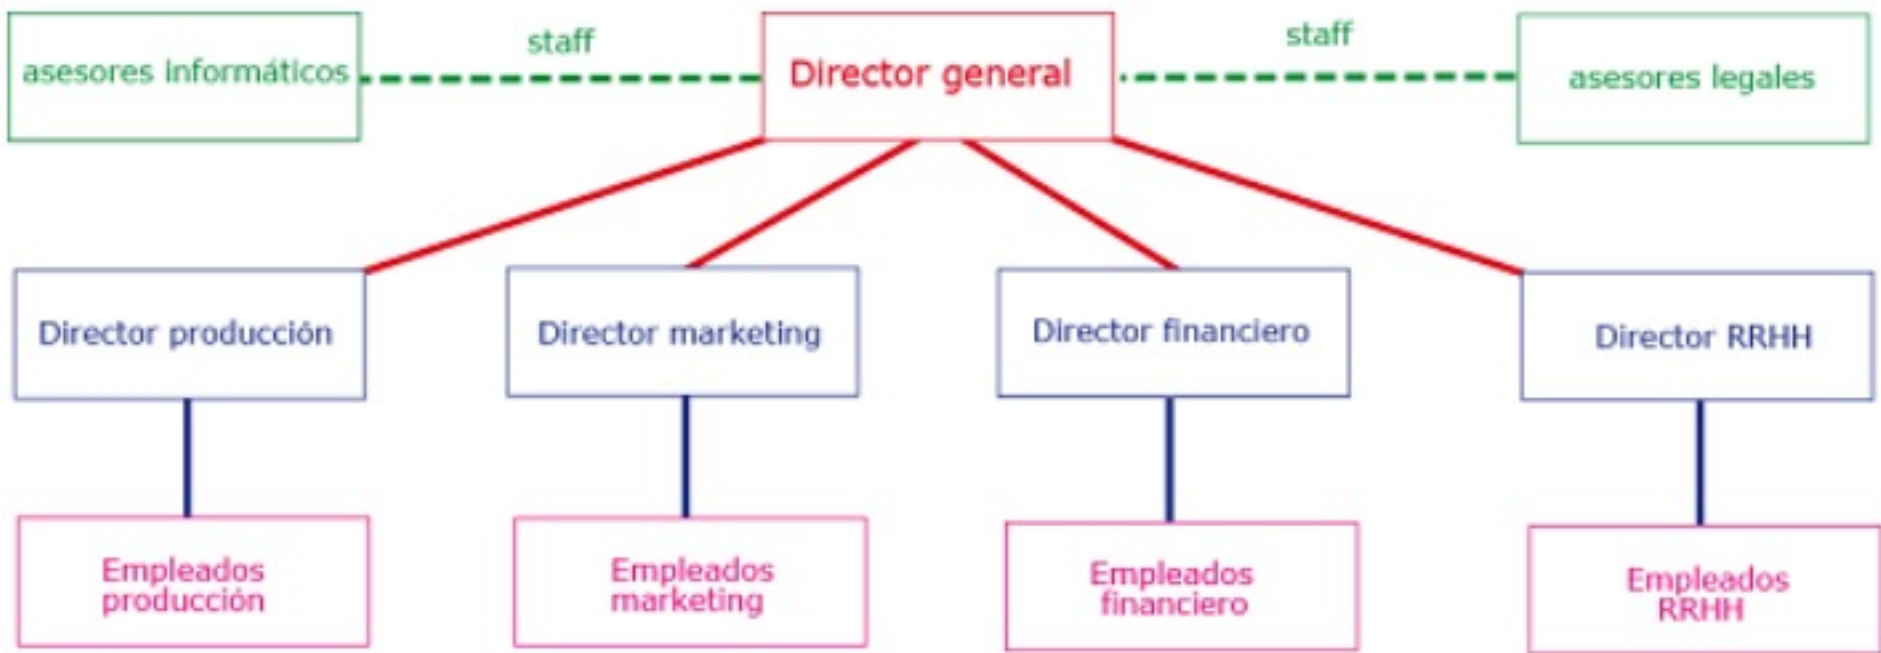 staff
staff
asesores informáticos
Director general
asesores legales
Director producción
Director marketing
Director financiero
Director RRHH
Empleados
producción
Empleados
marketing
Empleados
financiero
Empleados
RRHH